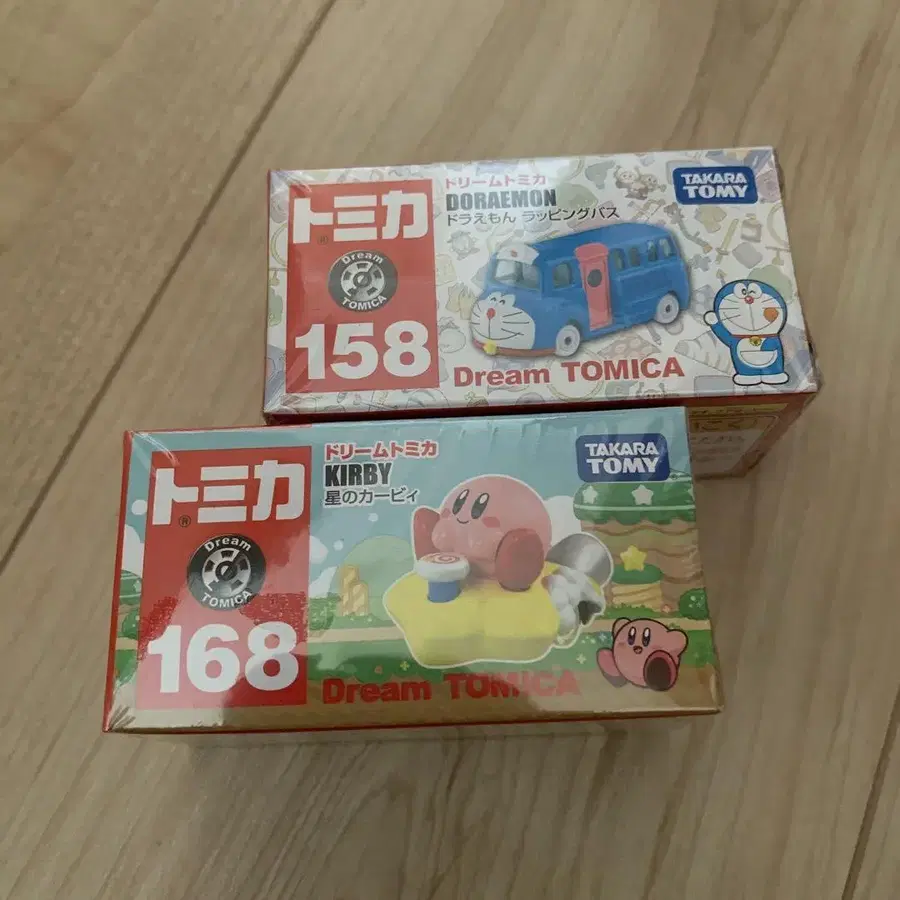 トミカ
®
Dream
TOMICA
158
ドリームトミカ
DORAEMON
ドラえもん ラッピングバス
TAKARA
TOMY
Dream TOMICA
トミカ
®
Dream
TOMICA
168
ドリームトミカ
KIRBY
星のカービィ
TAKARA
TOMY
Dream TOMICA